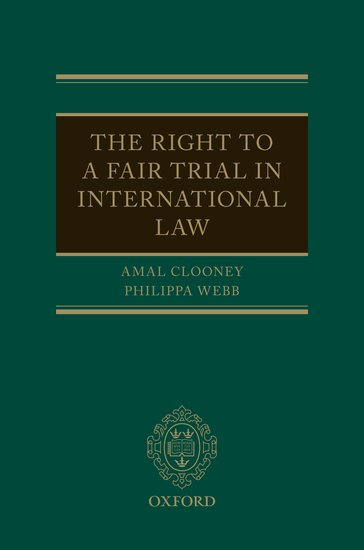 THE RIGHT TO
A FAIR TRIAL IN
INTERNATIONAL
LAW
AMAL CLOONEY
PHILIPPA WEBB
OXFORD